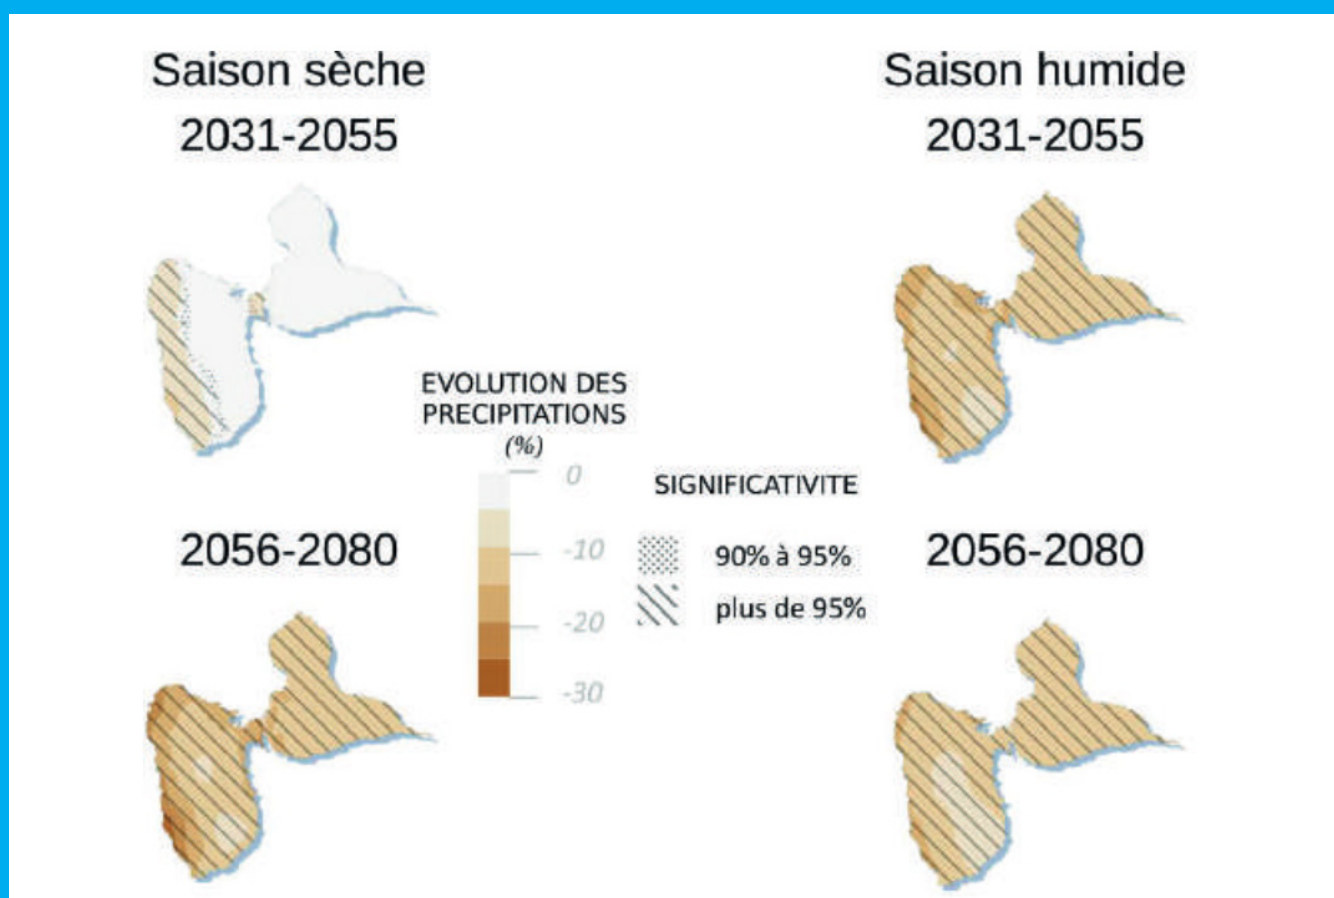 Saison sèche
2031-2055
Saison humide
2031-2055
EVOLUTION DES
PRECIPITATIONS
(%)
0
-10
-20
-30
SIGNIFICATIVITE
90% à 95%
plus de 95%
2056-2080
2056-2080